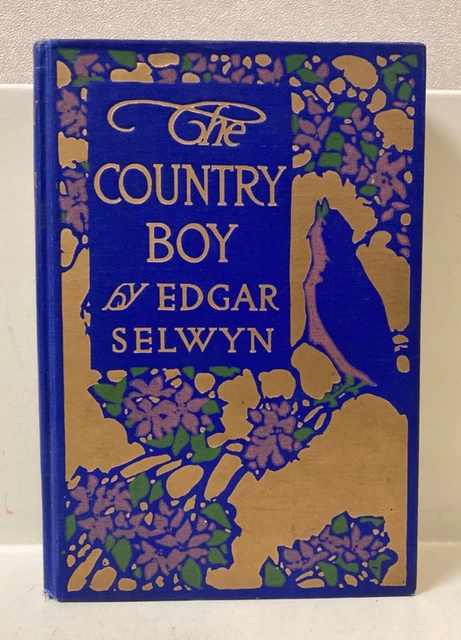 The
COUNTRY
BOY
by EDGAR
SELWYN